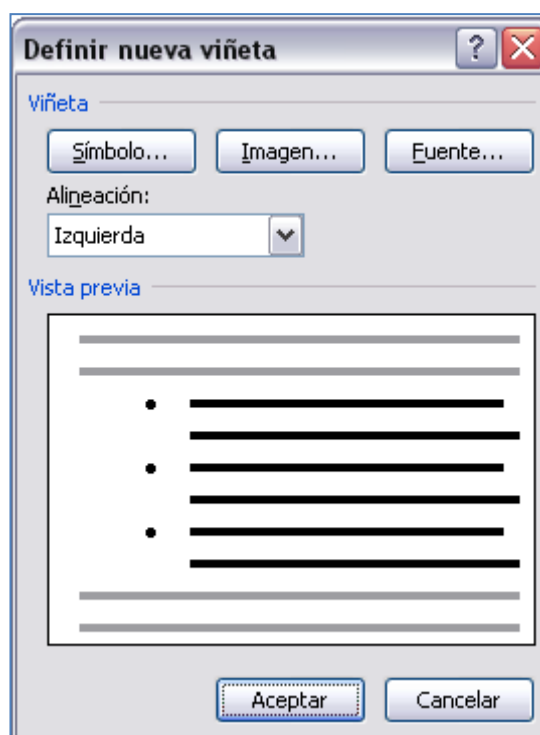 Definir nueva viñeta ?
Viñeta
Símbolo... Imagen... Fuente...
Alineación:
Izquierda
Vista previa
Aceptar Cancelar